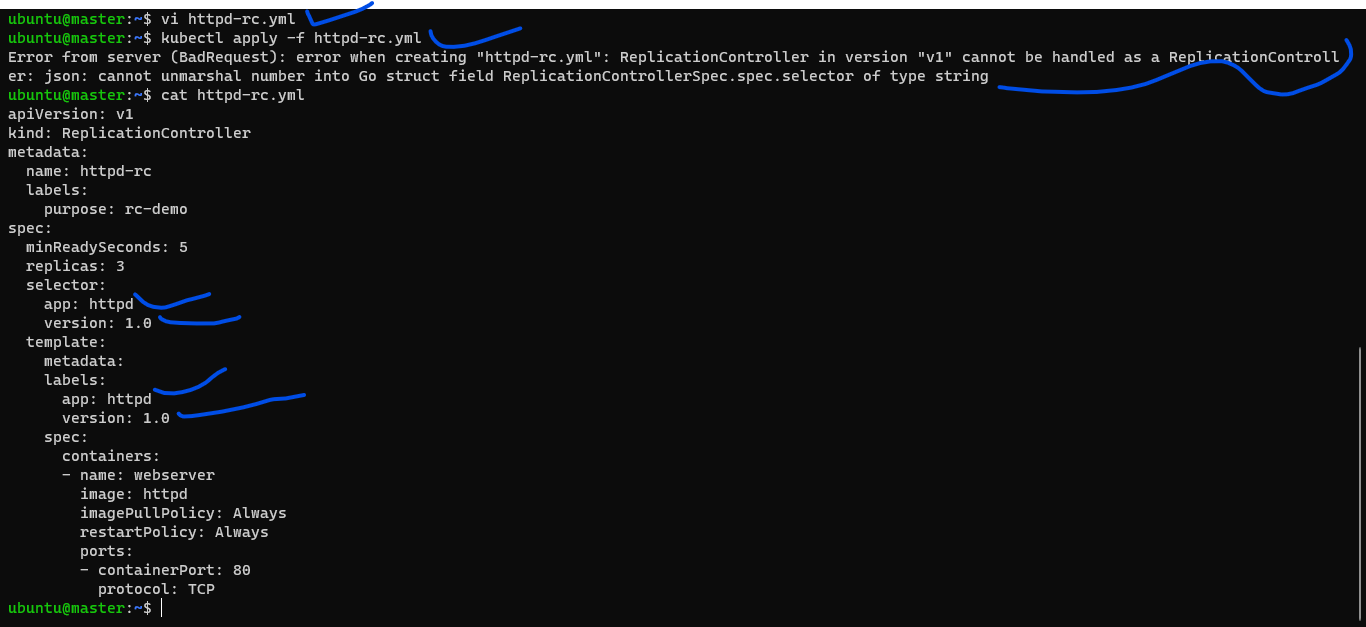 ubuntu@master:~$ vi httpd-rc.yml
ubuntu@master:~$ kubectl apply -f httpd-rc.yml
Error from server (BadRequest): error when creating "httpd-rc.yml": ReplicationController in version "v1" cannot be handled as a ReplicationControll
er: json: cannot unmarshal number into Go struct field ReplicationControllerSpec.spec.selector of type string
ubuntu@master:~$ cat httpd-rc.yml
apiVersion: v1
kind: ReplicationController
metadata:
  name: httpd-rc
  labels:
    purpose: rc-demo
spec:
  minReadySeconds: 5
  replicas: 3
  selector:
    app: httpd
    version: 1.0
  template:
    metadata:
    labels:
      app: httpd
      version: 1.0
    spec:
      containers:
      - name: webserver
        image: httpd
        imagePullPolicy: Always
        restartPolicy: Always
        ports:
        - containerPort: 80
          protocol: TCP
ubuntu@master:~$